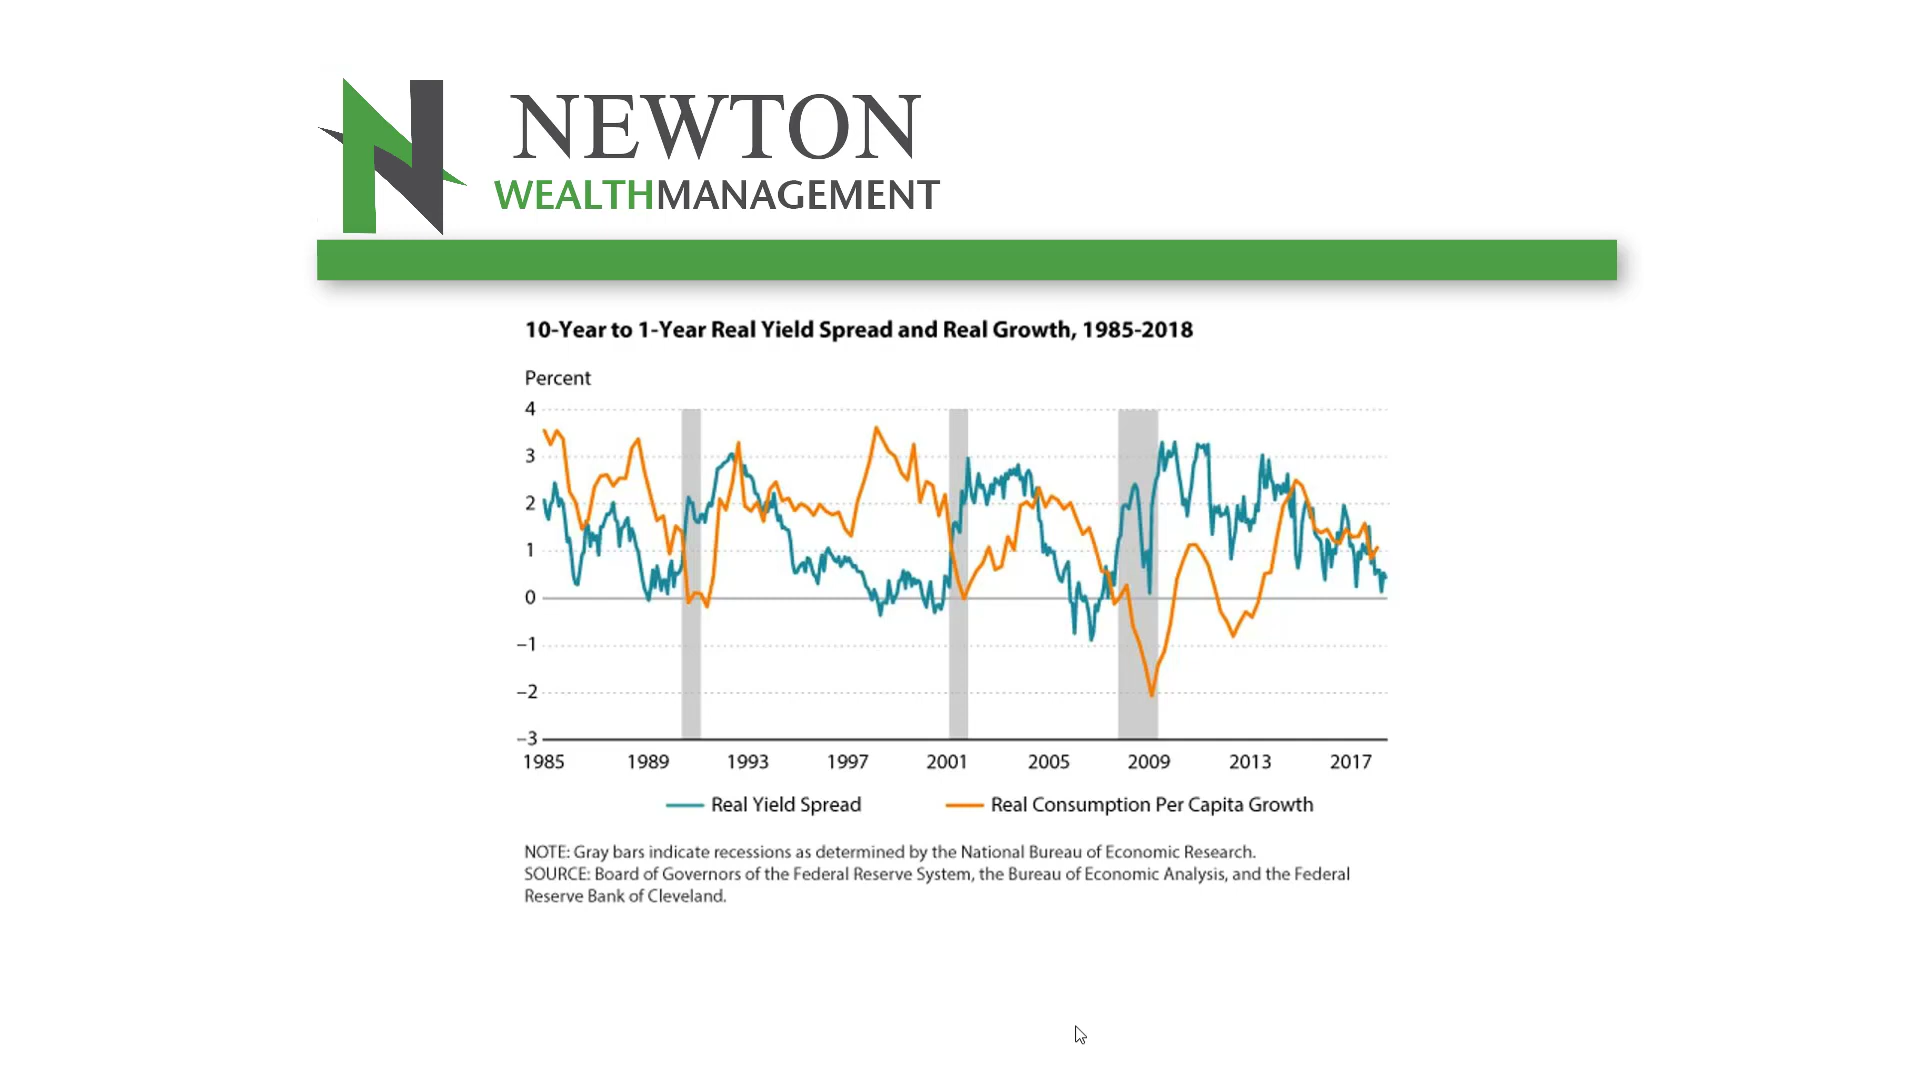 NEWTON
WEALTHMANAGEMENT
10-Year to 1-Year Real Yield Spread and Real Growth, 1985-2018
Percent
4
3
2
1
0
−1
−2
−3
1985 1989 1993 1997 2001 2005 2009 2013 2017
Real Yield Spread Real Consumption Per Capita Growth
NOTE: Gray bars indicate recessions as determined by the National Bureau of Economic Research.
SOURCE: Board of Governors of the Federal Reserve System, the Bureau of Economic Analysis, and the Federal
Reserve Bank of Cleveland.